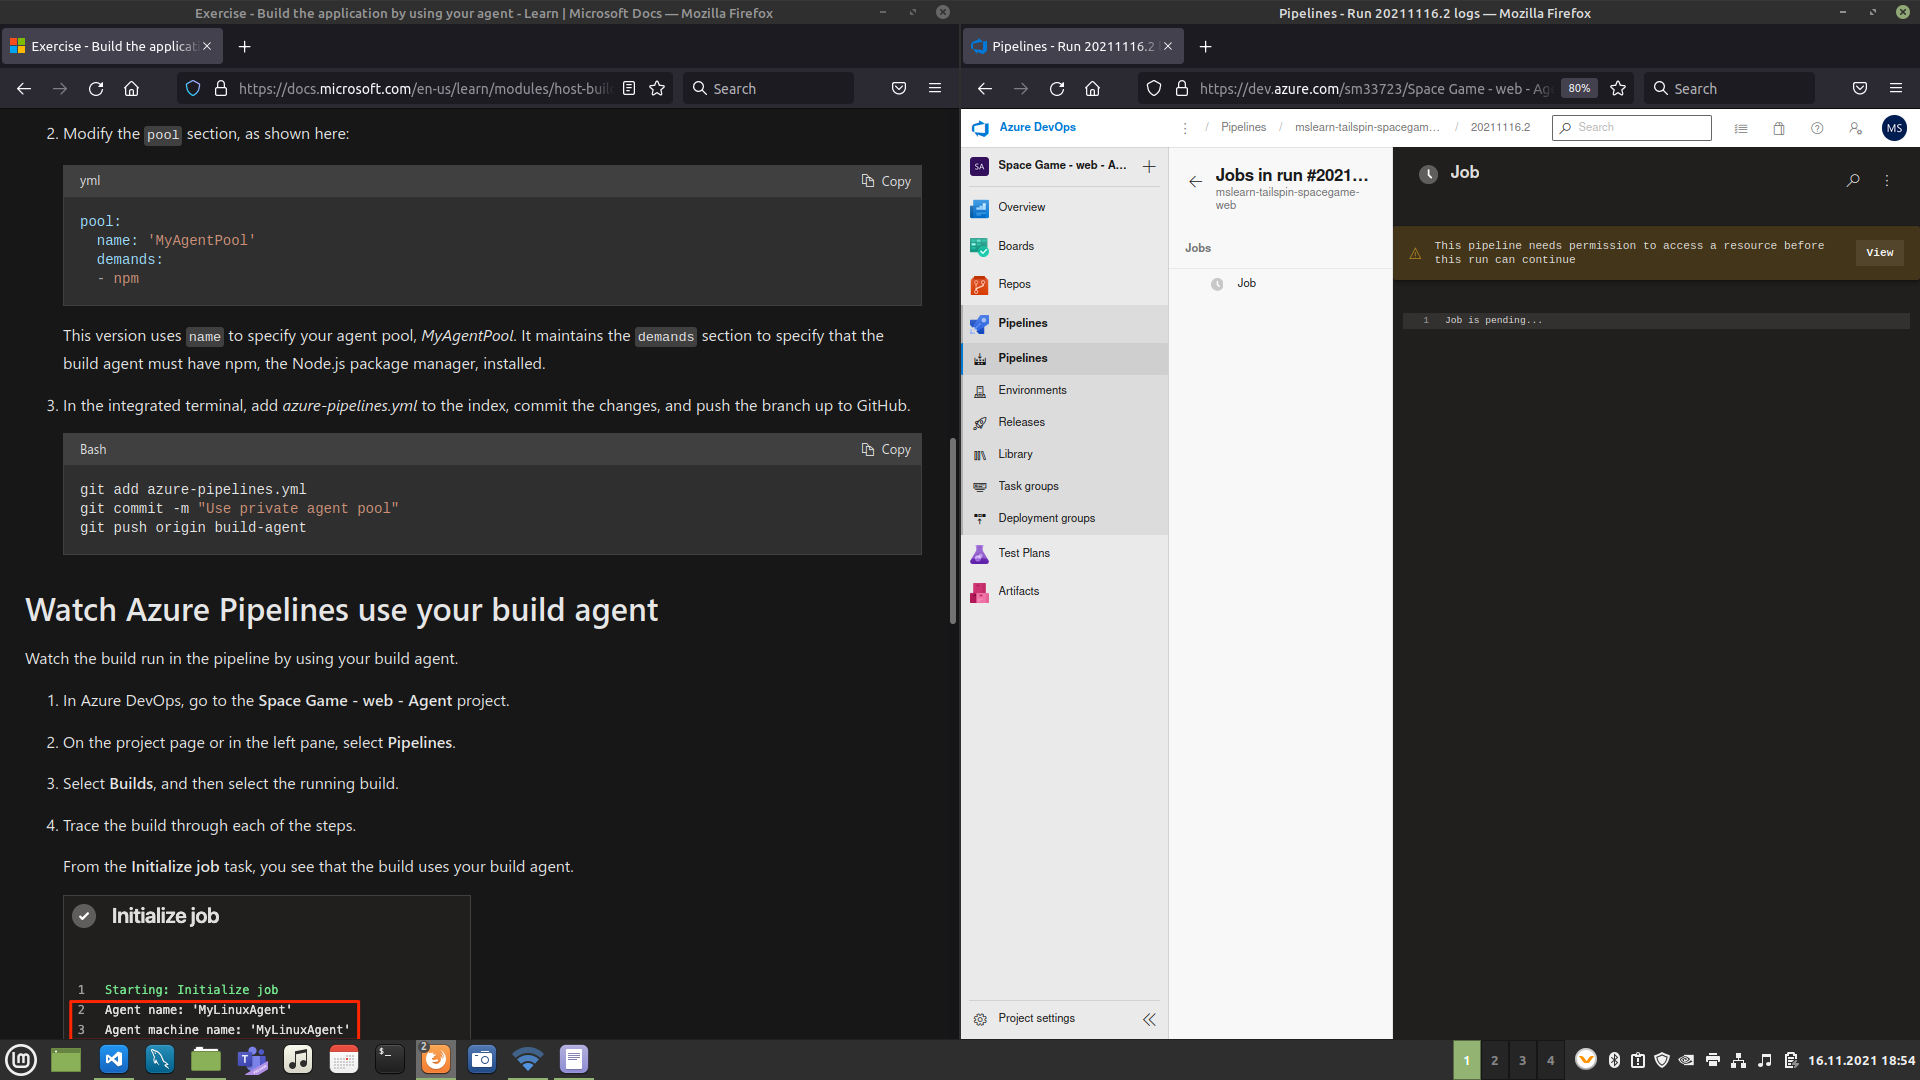 Exercise - Build the application by using your agent - Learn | Microsoft Docs — Mozilla Firefox
Exercise - Build the applicat
https://docs.microsoft.com/en-us/learn/modules/host-buil
Search
2. Modify the pool section, as shown here:
yml
Copy
pool:
name: 'MyAgentPool'
demands:
- npm
This version uses name to specify your agent pool, MyAgentPool. It maintains the demands section to specify that the
build agent must have npm, the Node.js package manager, installed.
3. In the integrated terminal, add azure-pipelines.yml to the index, commit the changes, and push the branch up to GitHub.
Bash
Copy
git add azure-pipelines.yml
git commit -m "Use private agent pool"
git push origin build-agent
Watch Azure Pipelines use your build agent
Watch the build run in the pipeline by using your build agent.
1. In Azure DevOps, go to the Space Game - web - Agent project.
2. On the project page or in the left pane, select Pipelines.
3. Select Builds, and then select the running build.
4. Trace the build through each of the steps.
From the Initialize job task, you see that the build uses your build agent.
Initialize job
1 Starting: Initialize job
2 Agent name: 'MyLinuxAgent'
3 Agent machine name: 'MyLinuxAgent'
Pipelines - Run 20211116.2 logs — Mozilla Firefox
Pipelines - Run 20211116.2
https://dev.azure.com/sm33723/Space Game - web - Ag
80%
Search
Azure DevOps
/ Pipelines / mslearn-tailspin-spacegam... / 20211116.2
Search
MS
SA
Space Game - web - A...
Overview
Boards
Repos
Pipelines
Pipelines
Environments
Releases
Library
Task groups
Deployment groups
Test Plans
Artifacts
Project settings
Jobs in run #2021...
mslearn-tailspin-spacegame-
web
Jobs
Job
Job
This pipeline needs permission to access a resource before
this run can continue
View
1 Job is pending...
lm
T
$_
2
1
2
3
4
16.11.2021 18:54